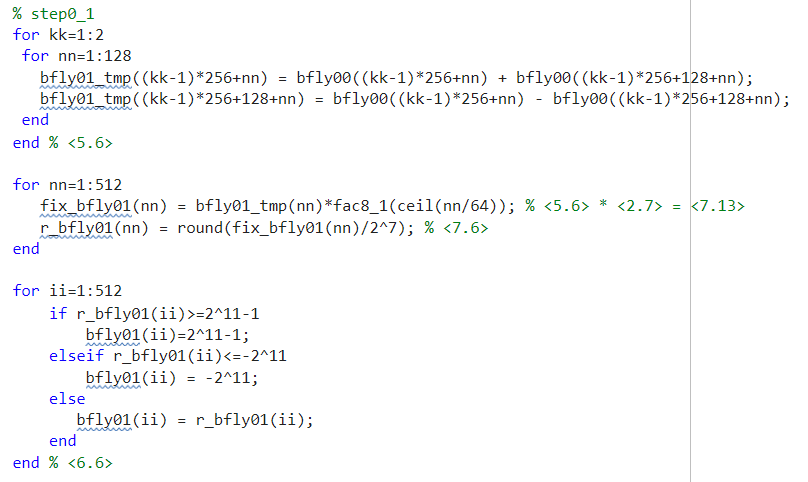 % step0_1
for kk=1:2
 for nn=1:128
   bfly01_tmp((kk-1)*256+nn) = bfly00((kk-1)*256+nn) + bfly00((kk-1)*256+128+nn);
   bfly01_tmp((kk-1)*256+128+nn) = bfly00((kk-1)*256+nn) - bfly00((kk-1)*256+128+nn);
 end
end % <5.6>

for nn=1:512
   fix_bfly01(nn) = bfly01_tmp(nn)*fac8_1(ceil(nn/64)); % <5.6> * <2.7> = <7.13>
   r_bfly01(nn) = round(fix_bfly01(nn)/2^7); % <7.6>
end

for ii=1:512
    if r_bfly01(ii)>=2^11-1
        bfly01(ii)=2^11-1;
    elseif r_bfly01(ii)<=-2^11
        bfly01(ii) = -2^11;
    else
       bfly01(ii) = r_bfly01(ii);
    end
end % <6.6>